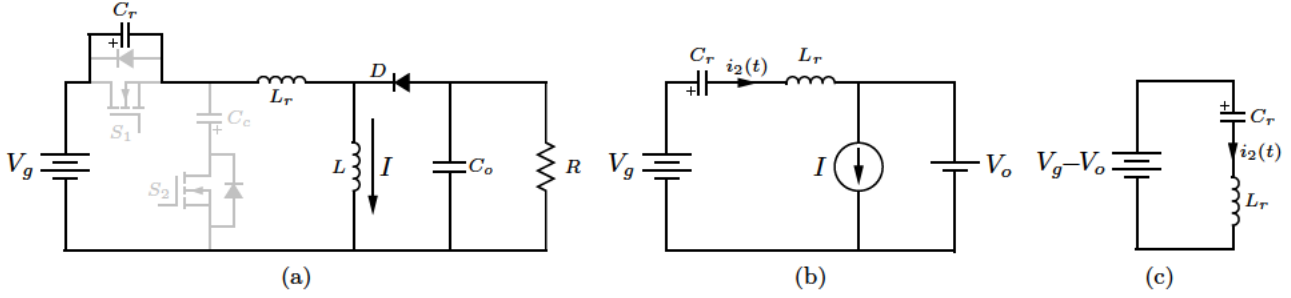 C_r
+
D
L_r
S_1
C_c
+
V_g
S_2
L
I
C_o
R
(a)
C_r
i_2(t)
L_r
+
V_g
I
V_o
(b)
+
C_r
V_g−V_o
i_2(t)
L_r
(c)